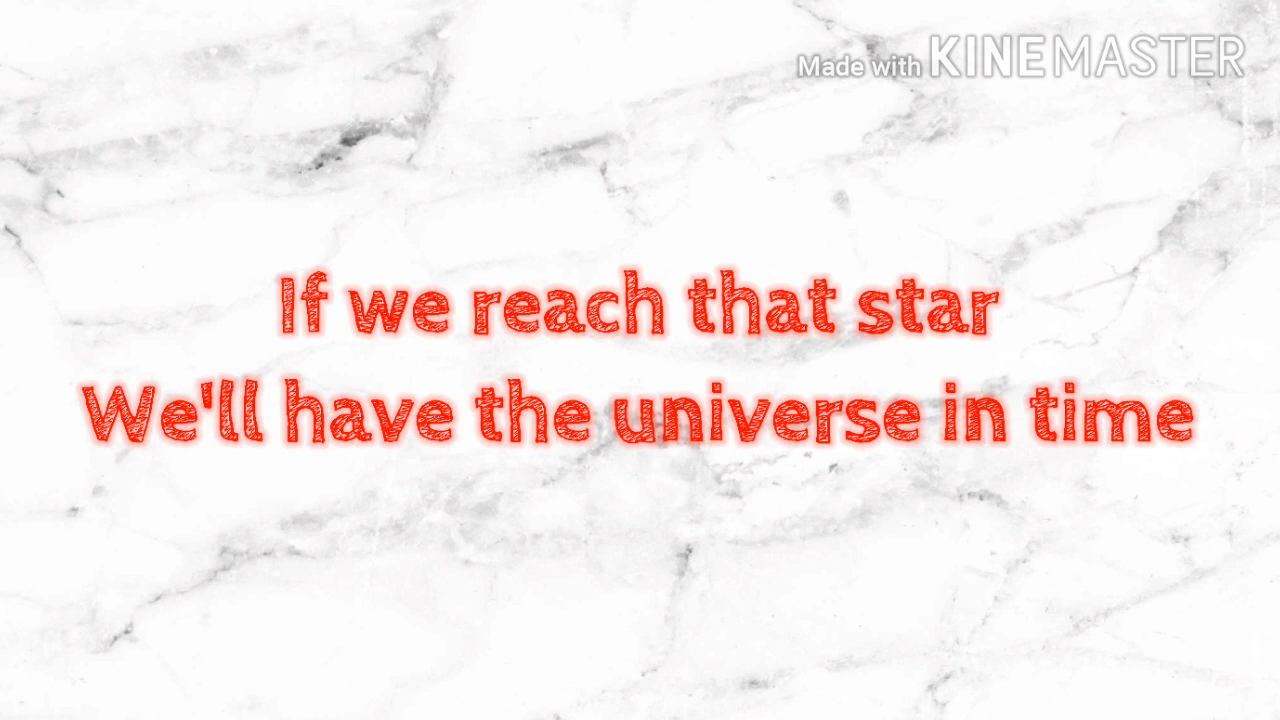 Made with KINEMASTER
If we reach that star
We'll have the universe in time